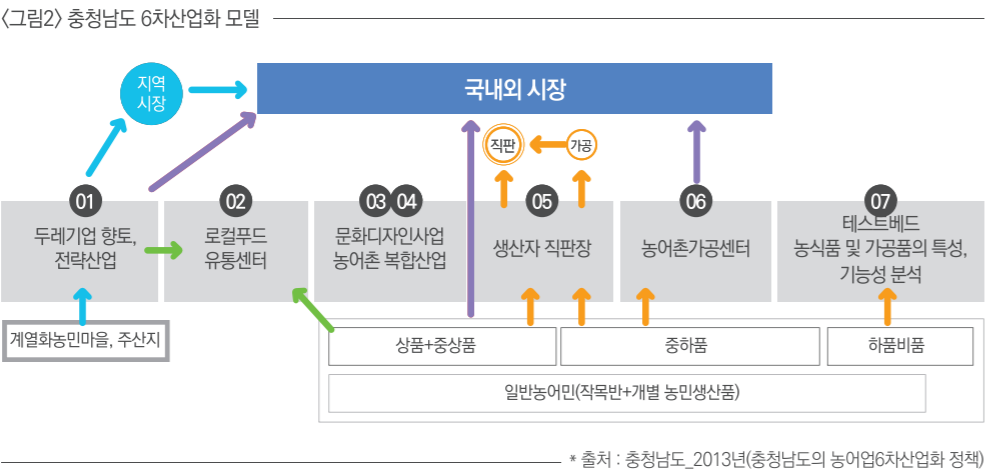 <그림2> 충청남도 6차산업화 모델
지역
시장
국내외 시장
직판
가공
01
02
03 04
05
06
07
두레기업 향토,
전략산업
로컬푸드
유통센터
문화디자인사업
농어촌 복합산업
생산자 직판장
농어촌가공센터
테스트베드
농식품 및 가공품의 특성,
기능성 분석
계열화농민마을, 주산지
상품+중상품
중하품
하품비품
일반농어민(작목반+개별 농민생산품)
* 출처 : 충청남도_2013년(충청남도의 농어업6차산업화 정책)